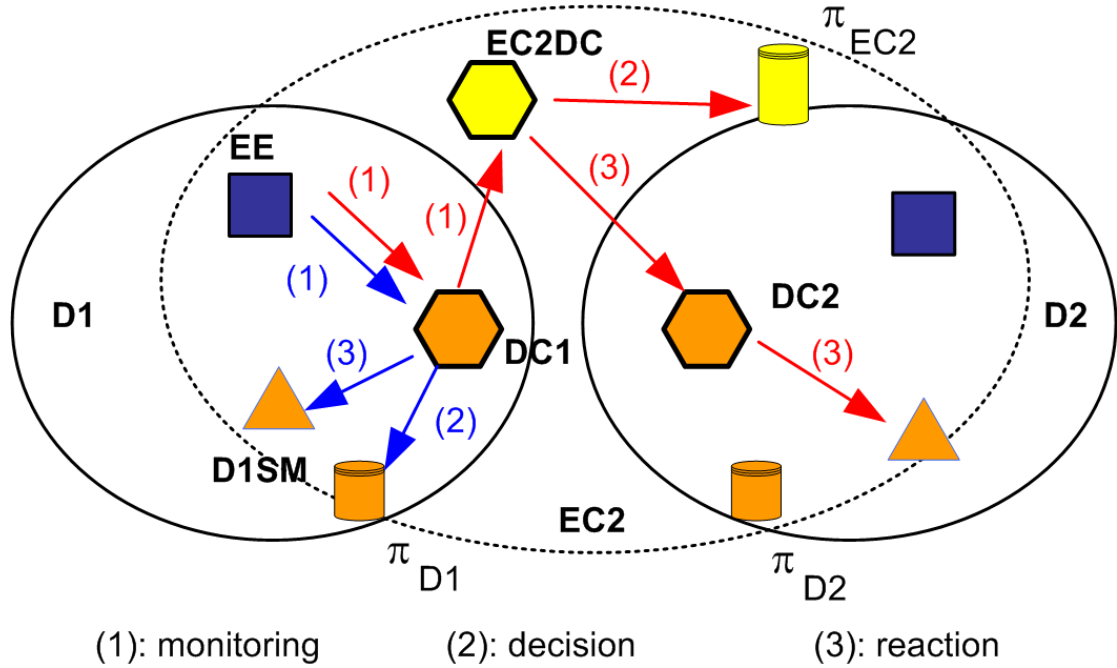 π EC2
EC2DC
(2)
EE
(1)
(3)
(1)
(1)
D1
DC2
D2
DC1
(3)
(3)
(2)
D1SM
EC2
π D1
π D2
(1): monitoring (2): decision (3): reaction